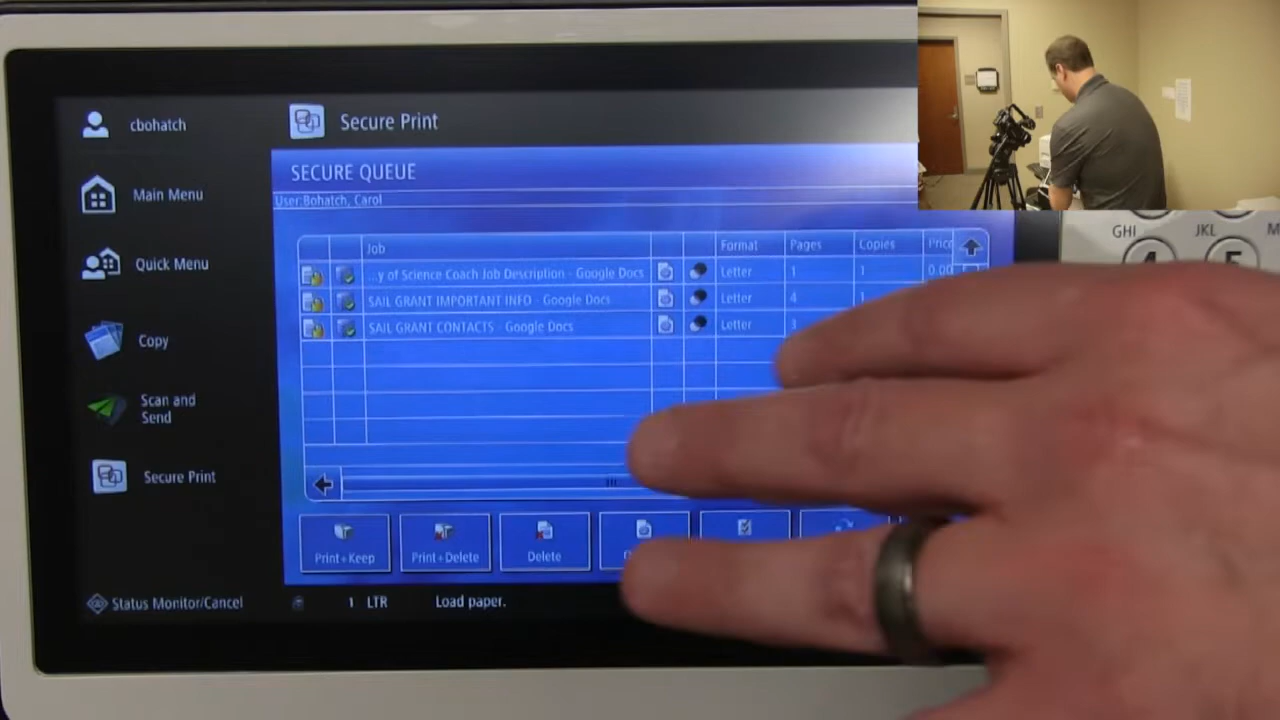 cbohatch
Main Menu
Quick Menu
Copy
Scan and
Send
Secure Print
Status Monitor/Cancel
Secure Print
SECURE QUEUE
User:Bohatch, Carol
Job Format Pages Copies Price
...y of Science Coach Job Description - Google Docs Letter 1 1 0.00
SAIL GRANT IMPORTANT INFO - Google Docs Letter 4 1
SAIL GRANT CONTACTS - Google Docs Letter 3
Print+Keep Print+Delete Delete
1 LTR Load paper.
GHI JKL M
4 5